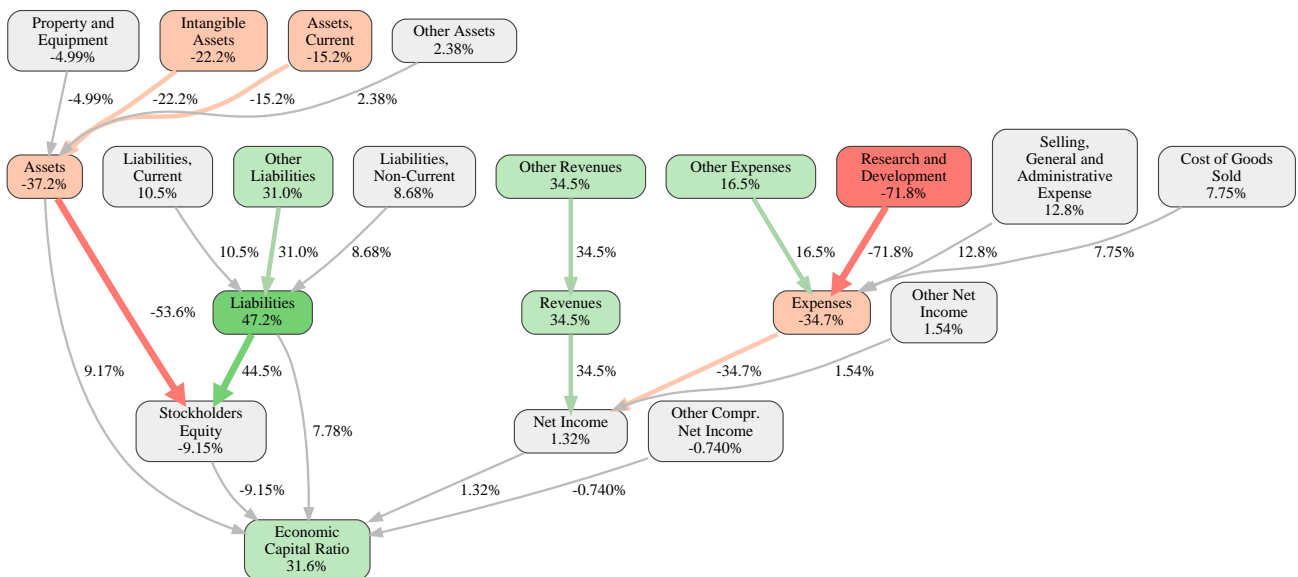 Property and
Equipment
-4.99%
Intangible
Assets
-22.2%
Assets,
Current
-15.2%
Other Assets
2.38%
-4.99%
-22.2%
-15.2%
2.38%
Assets
-37.2%
Liabilities,
Current
10.5%
Other
Liabilities
31.0%
Liabilities,
Non-Current
8.68%
Other Revenues
34.5%
Other Expenses
16.5%
Research and
Development
-71.8%
Selling,
General and
Administrative
Expense
12.8%
Cost of Goods
Sold
7.75%
10.5%
31.0%
8.68%
34.5%
16.5%
-71.8%
12.8%
7.75%
-53.6%
Liabilities
47.2%
Revenues
34.5%
Expenses
-34.7%
Other Net
Income
1.54%
9.17%
44.5%
34.5%
-34.7%
1.54%
Stockholders
Equity
-9.15%
7.78%
Net Income
1.32%
Other Compr.
Net Income
-0.740%
-9.15%
1.32%
-0.740%
Economic
Capital Ratio
31.6%